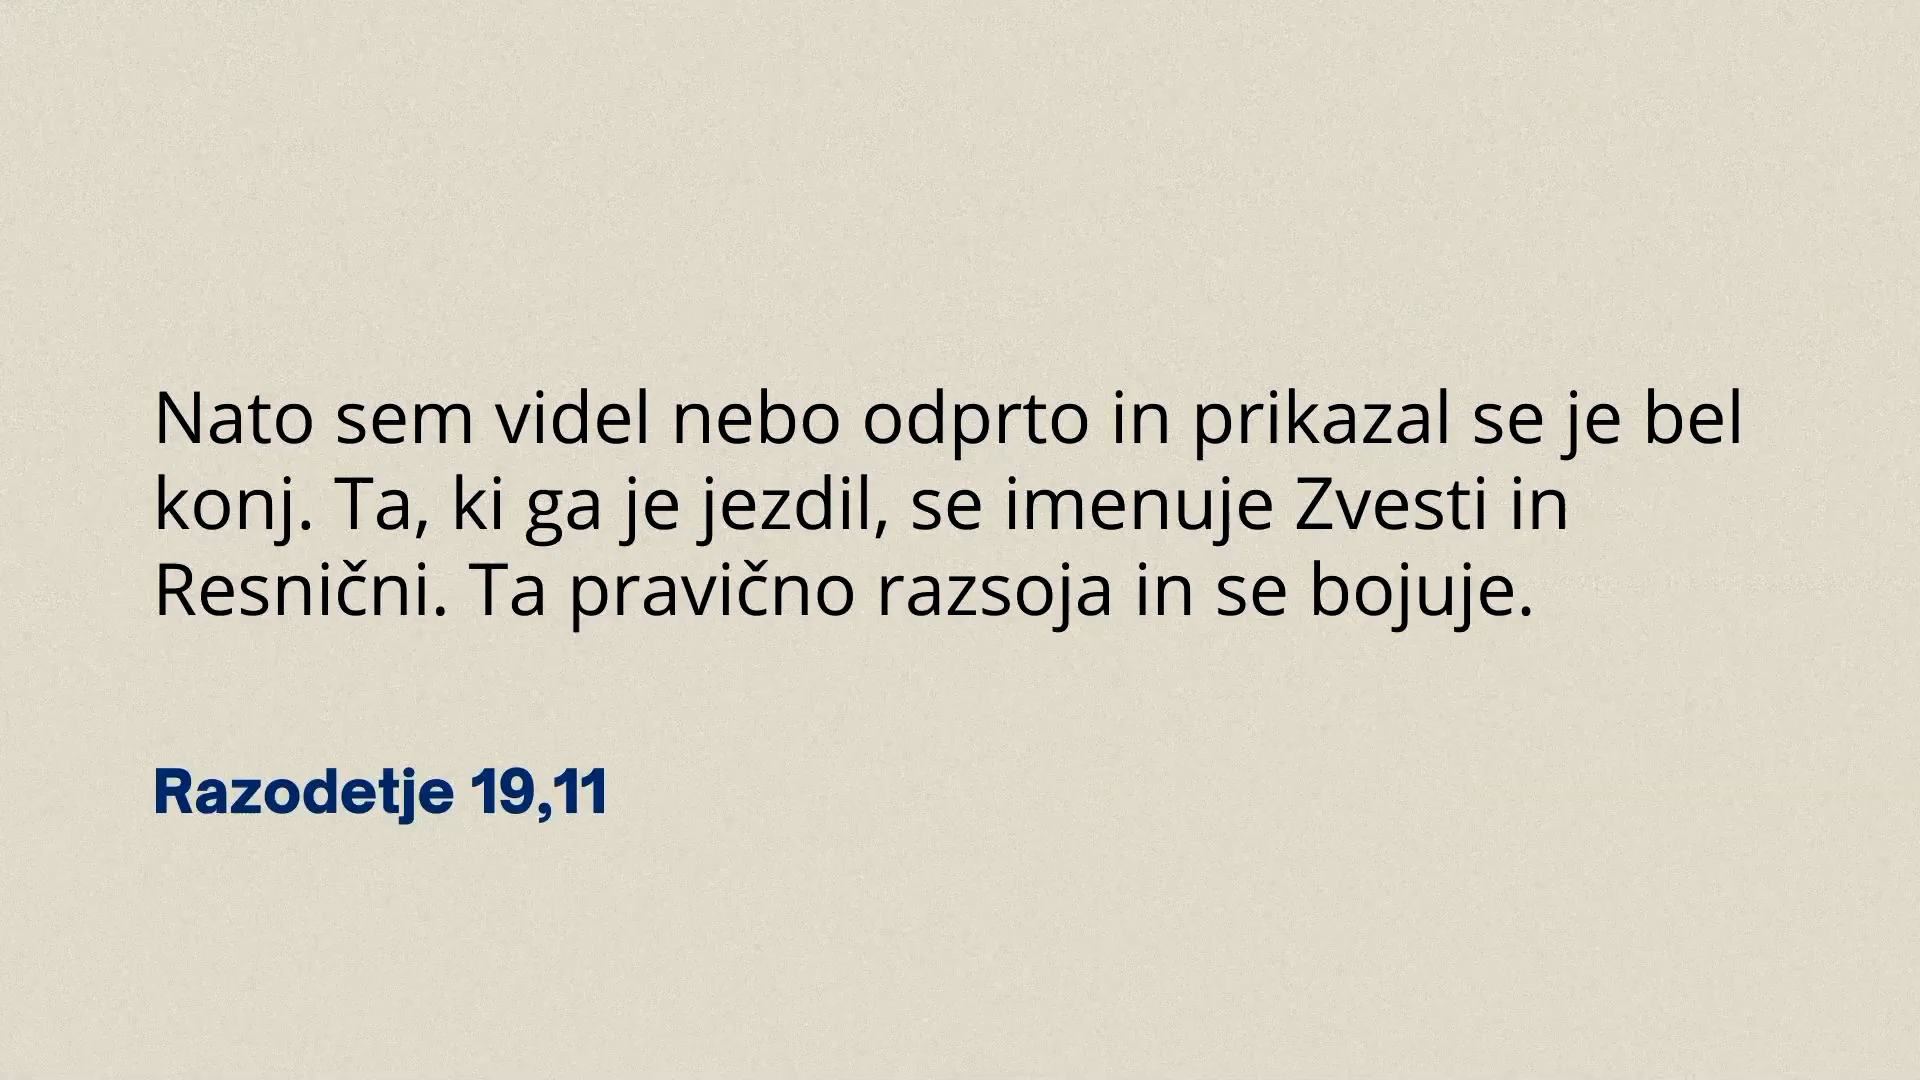 Nato sem videl nebo odprto in prikazal se je bel
konj. Ta, ki ga je jezdil, se imenuje Zvesti in
Resnični. Ta pravično razsoja in se bojuje.
Razodetje 19,11